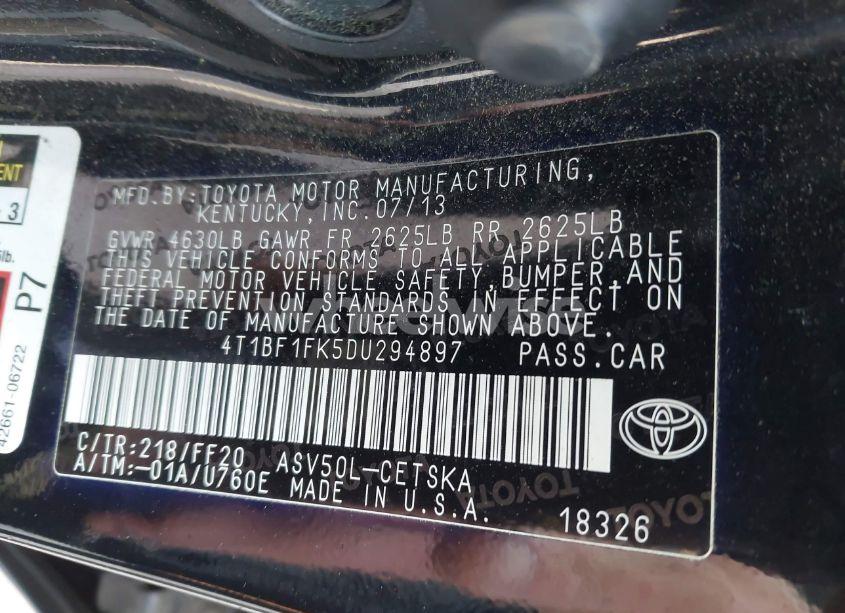 ENT
3
lb.
P7
42661-06722
MFD.BY:TOYOTA MOTOR MANUFACTURING,
KENTUCKY,INC.07/13
GVWR 4630LB GAWR FR 2625LB RR 2625LB
THIS VEHICLE CONFORMS TO ALL APPLICABLE
FEDERAL MOTOR VEHICLE SAFETY,BUMPER,AND
THEFT PREVENTION STANDARDS IN EFFECT ON
THE DATE OF MANUFACTURE SHOWN ABOVE.
4T1BF1FK5DU294897 PASS.CAR
C/TR:218/FF20 ASV50L-CETSKA
A/TM:-01A/U760E MADE IN U.S.A.
18326